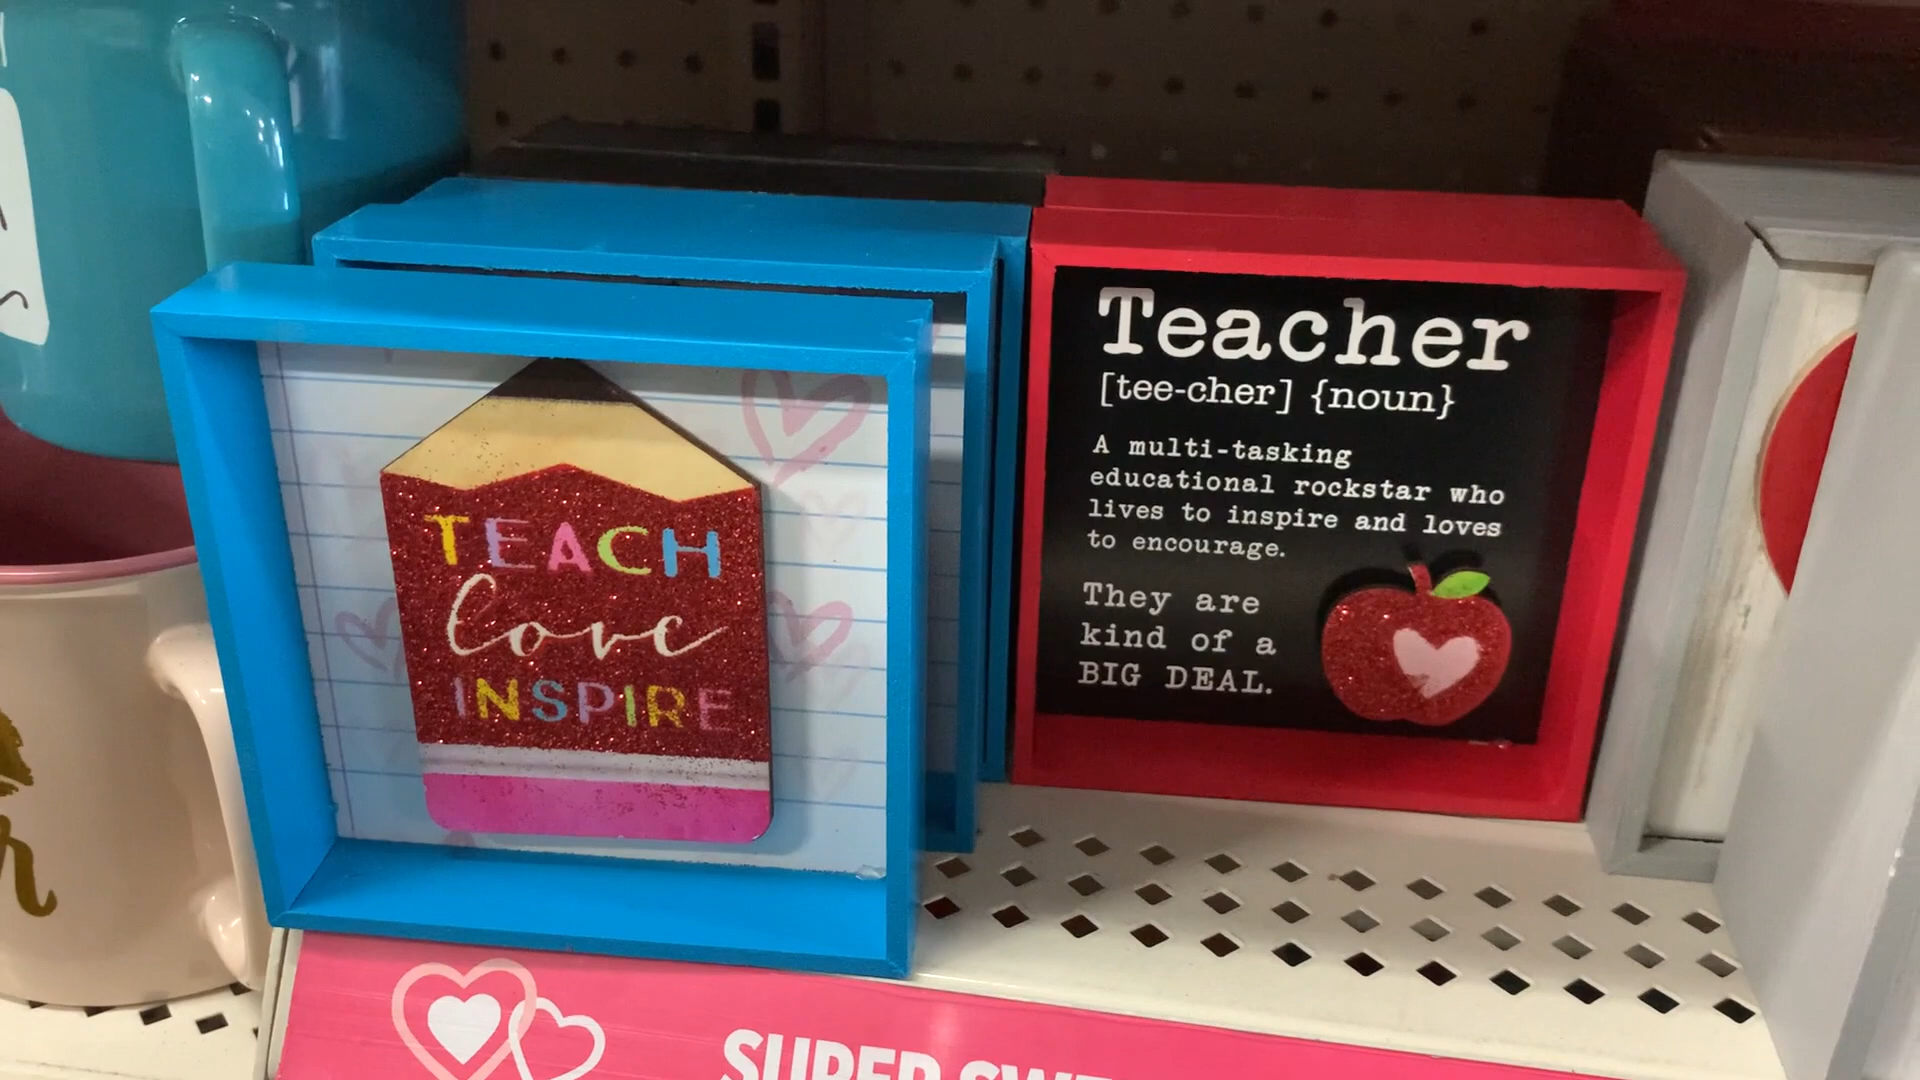 TEACH
love
INSPIRE
Teacher
[tee-cher] {noun}
A multi-tasking
educational rockstar who
lives to inspire and loves
to encourage.
They are
kind of a
BIG DEAL.
SUPER